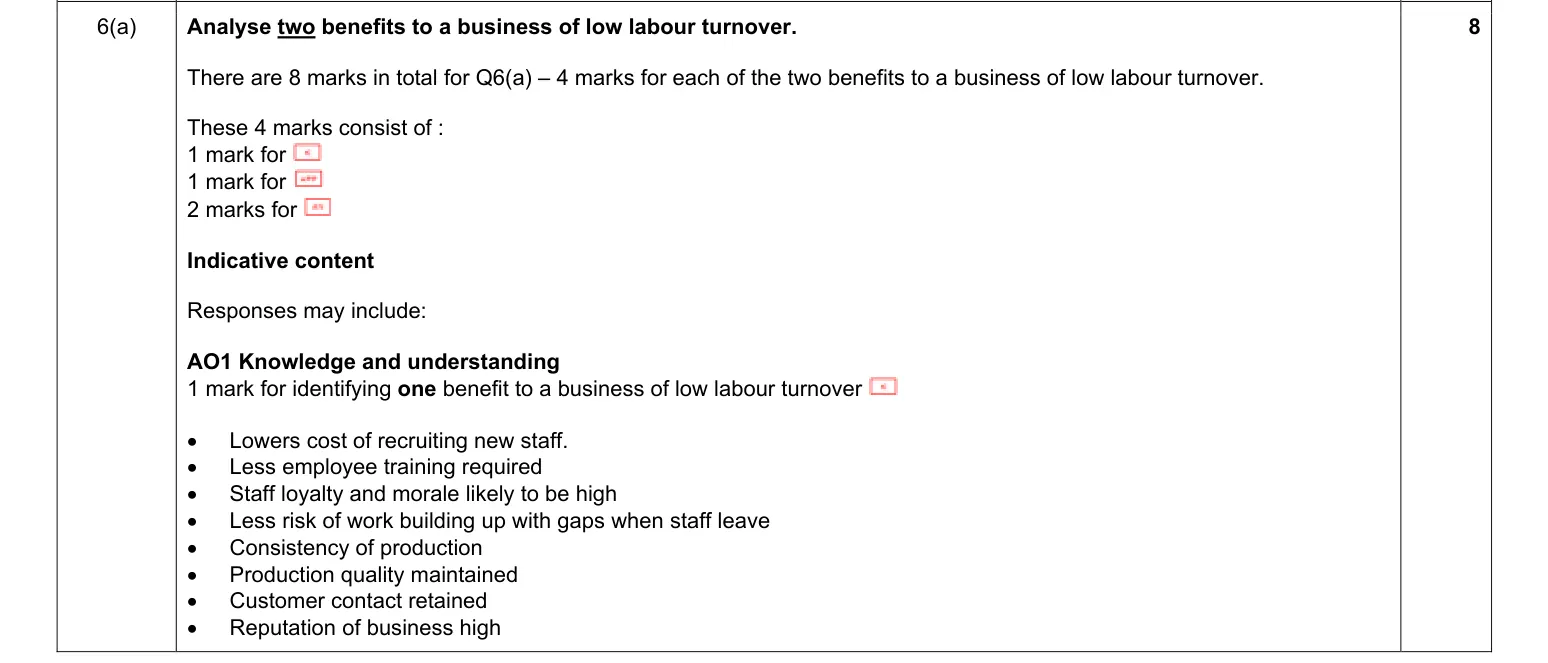 6(a) Analyse two benefits to a business of low labour turnover. 8
There are 8 marks in total for Q6(a) – 4 marks for each of the two benefits to a business of low labour turnover.
These 4 marks consist of :
1 mark for
1 mark for
2 marks for
Indicative content
Responses may include:
AO1 Knowledge and understanding
1 mark for identifying one benefit to a business of low labour turnover
• Lowers cost of recruiting new staff.
• Less employee training required
• Staff loyalty and morale likely to be high
• Less risk of work building up with gaps when staff leave
• Consistency of production
• Production quality maintained
• Customer contact retained
• Reputation of business high